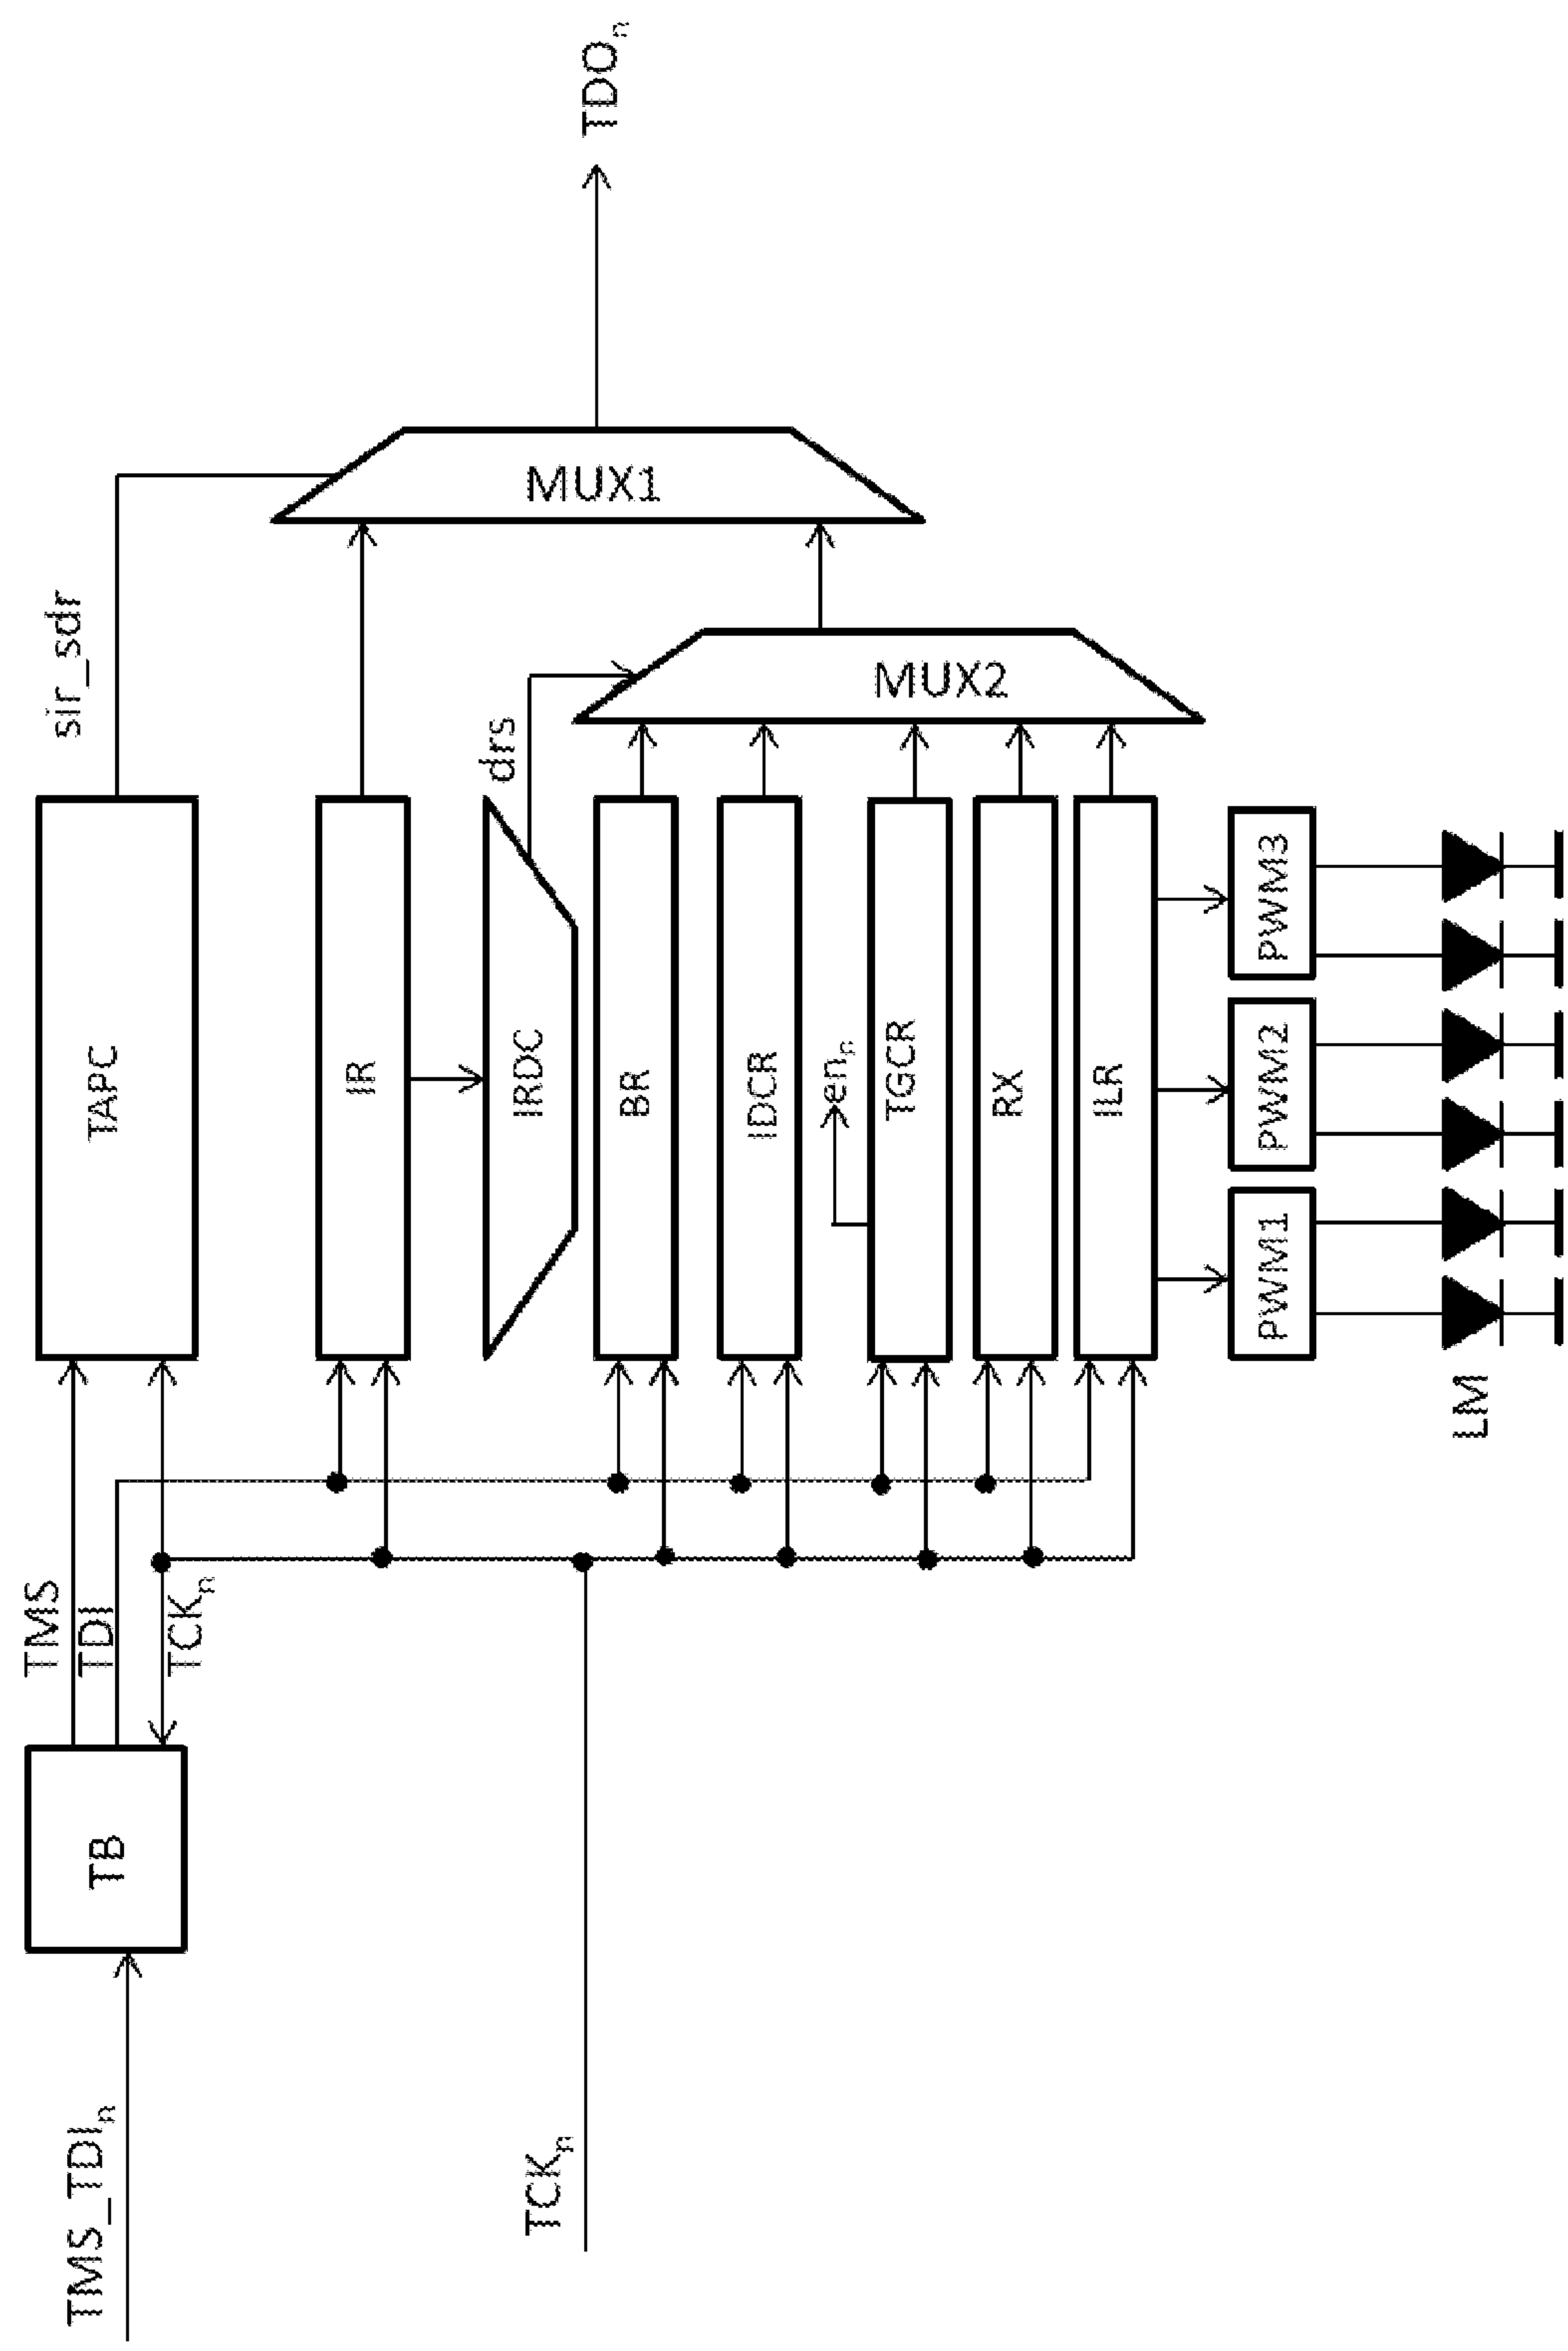 TMS_TDIₙ
TB
TMS
TDI
TCKₙ
TCKₙ
TAPC
sir_sdr
IR
IRDC
drs
BR
IDCR
enₙ
TGCR
RX
ILR
MUX2
MUX1
TDOₙ
PWM1
PWM2
PWM3
LM